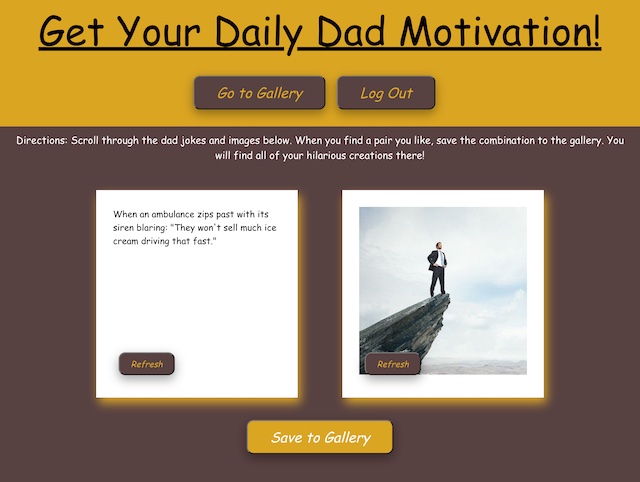 Get Your Daily Dad Motivation!
Go to Gallery
Log Out
Directions: Scroll through the dad jokes and images below. When you find a pair you like, save the combination to the gallery. You
will find all of your hilarious creations there!
When an ambulance zips past with its
siren blaring: "They won't sell much ice
cream driving that fast."
Refresh
Refresh
Save to Gallery